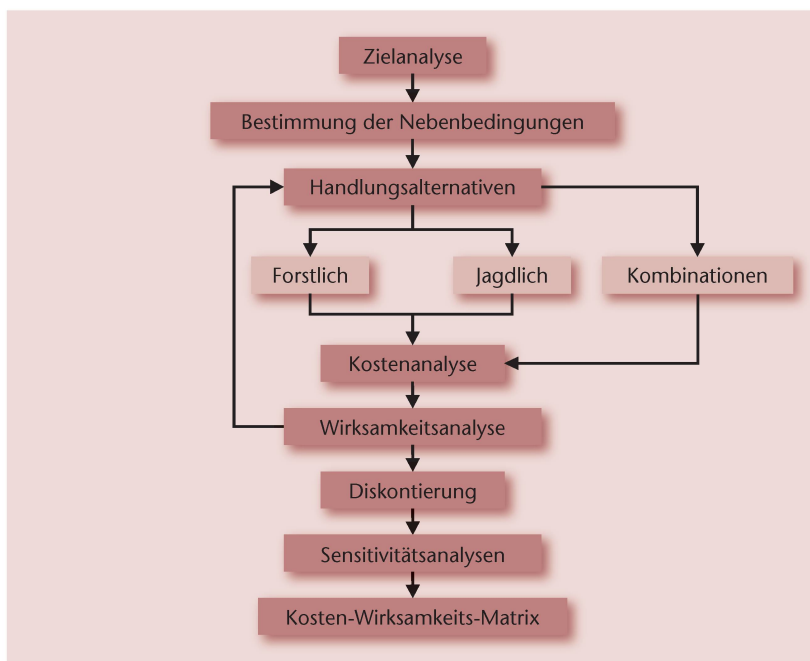 Zielanalyse
Bestimmung der Nebenbedingungen
Handlungsalternativen
Forstlich
Jagdlich
Kombinationen
Kostenanalyse
Wirksamkeitsanalyse
Diskontierung
Sensitivitätsanalysen
Kosten-Wirksamkeits-Matrix